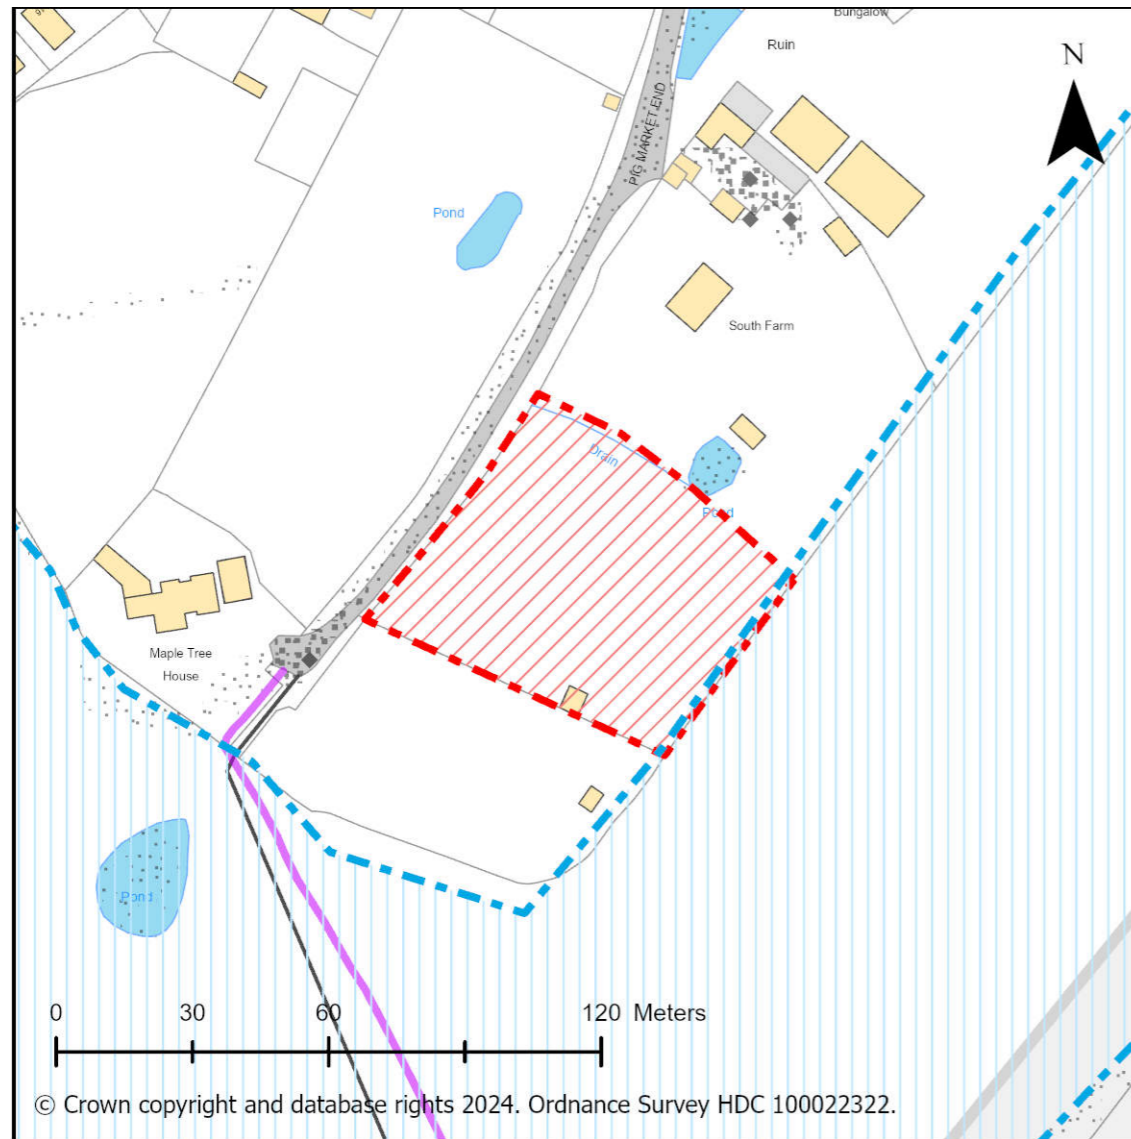 Bungalow
Ruin
N
PIG MARKET END
Pond
South Farm
Drain
Pond
Maple Tree
House
Pond
0 30 60 120 Meters
© Crown copyright and database rights 2024. Ordnance Survey HDC 100022322.